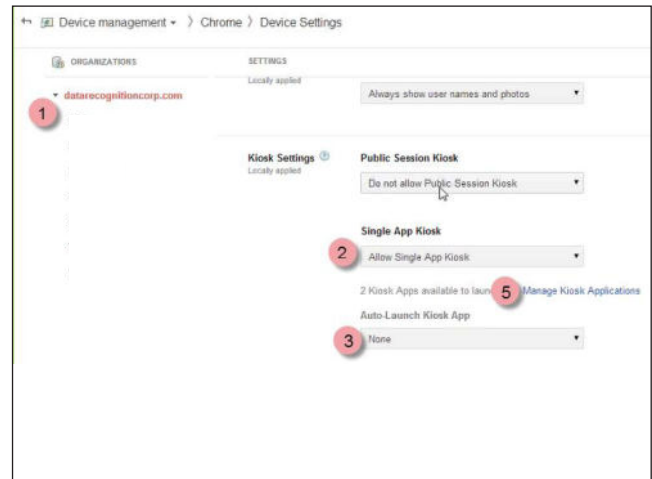 Device management Chrome Device Settings
ORGANIZATIONS SETTINGS
Locally applied
Always show user names and photos
datarecognitioncorp.com
1
Kiosk Settings Public Session Kiosk
Locally applied
Do not allow Public Session Kiosk
Single App Kiosk
2 Allow Single App Kiosk
2 Kiosk Apps available to 5 Manage Kiosk Applications
Auto-Launch Kiosk App
3 None